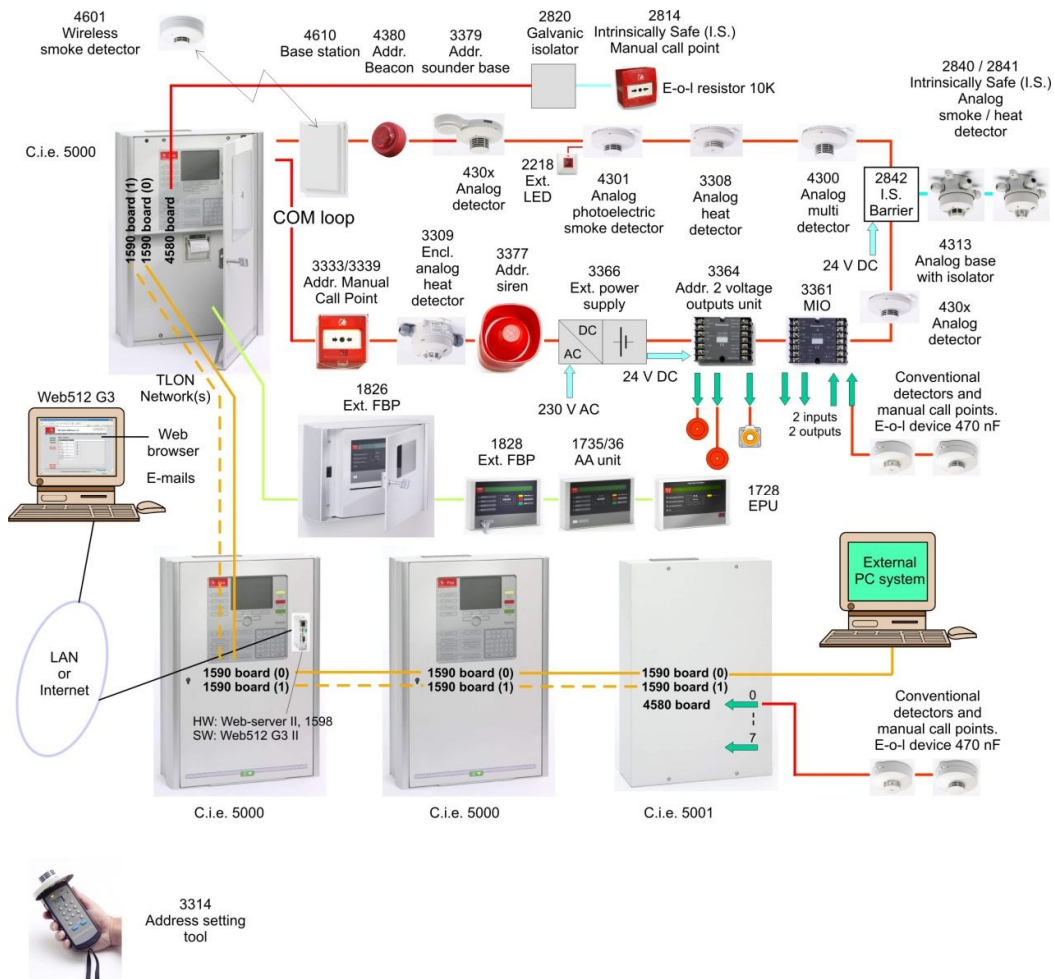 4601
Wireless
smoke detector
4610
Base station
4380
Addr.
Beacon
3379
Addr.
sounder base
2820
Galvanic
isolator
2814
Intrinsically Safe (I.S.)
Manual call point
E-o-l resistor 10K
2840 / 2841
Intrinsically Safe (I.S.)
Analog
smoke / heat
detector
C.i.e. 5000
1590 board (1)
1590 board (0)
4580 board
COM loop
430x
Analog
detector
2218
Ext.
LED
4301
Analog
photoelectric
smoke detector
3308
Analog
heat
detector
4300
Analog
multi
detector
2842
I.S.
Barrier
24 V DC
4313
Analog base
with isolator
430x
Analog
detector
3333/3339
Addr. Manual
Call Point
3309
Encl.
analog
heat
detector
3377
Addr.
siren
3366
Ext. power
supply
DC
AC
24 V DC
230 V AC
3364
Addr. 2 voltage
outputs unit
3361
MIO
2 inputs
2 outputs
Conventional
detectors and
manual call points.
E-o-l device 470 nF
TLON
Network(s)
Web512 G3
Web
browser
E-mails
1826
Ext. FBP
1828
Ext. FBP
1735/36
AA unit
1728
EPU
External
PC system
LAN
or
Internet
1590 board (0)
1590 board (1)
HW: Web-server II, 1598
SW: Web512 G3 II
1590 board (0)
1590 board (1)
1590 board (0)
1590 board (1)
4580 board
0
7
Conventional
detectors and
manual call points.
E-o-l device 470 nF
C.i.e. 5000
C.i.e. 5000
C.i.e. 5001
3314
Address setting
tool